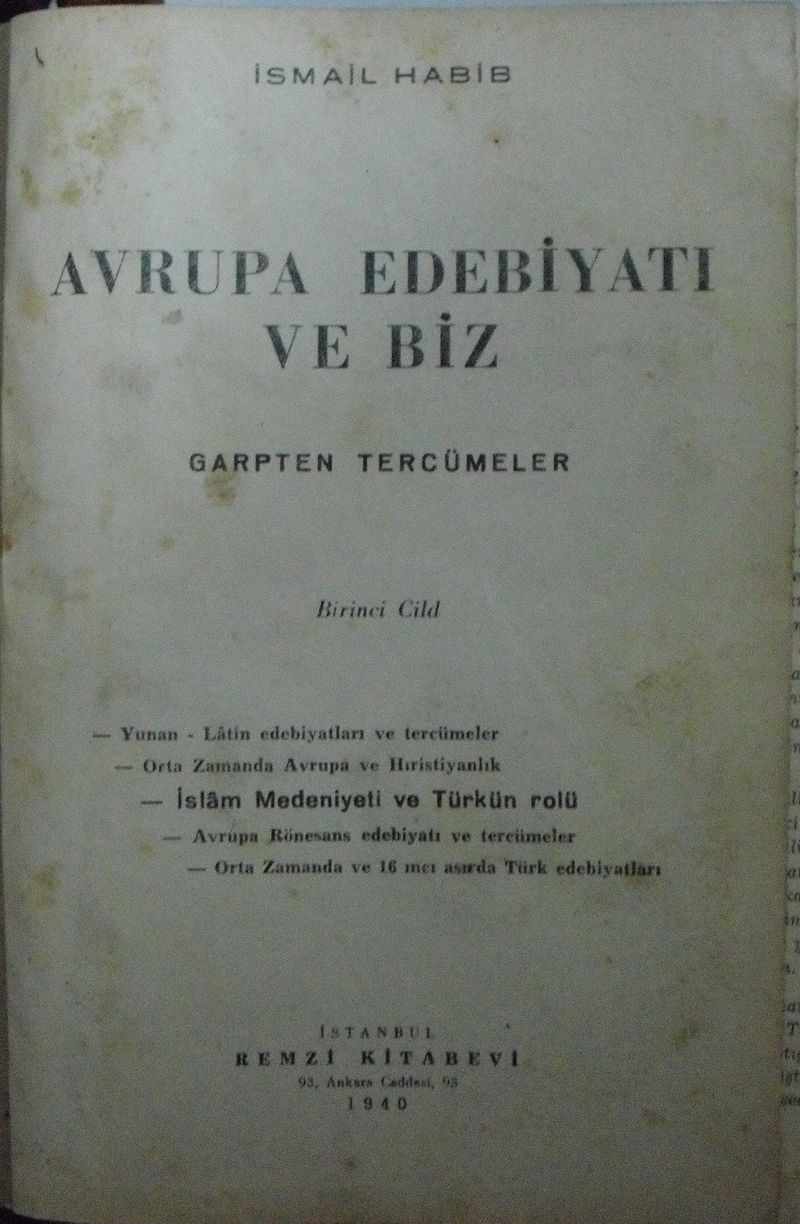 İSMAİL HABİB
AVRUPA EDEBİYATI
VE BİZ
GARPTEN TERCÜMELER
Birinci Cild
— Yunan - Lâtin edebiyatları ve tercümeler
— Orta Zamanda Avrupa ve Hıristiyanlık
— İslâm Medeniyeti ve Türkün rolü
— Avrupa Rönesans edebiyatı ve tercümeler
— Orta Zamanda ve 16 ıncı asırda Türk edebiyatları
İSTANBUL
REMZİ KİTABEVİ
93, Ankara Caddesi, 93
1940